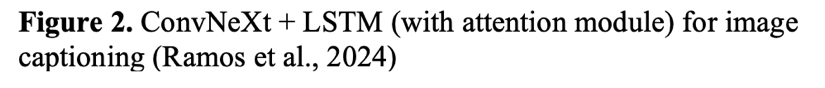 Figure 2. ConvNeXt + LSTM (with attention module) for image
captioning (Ramos et al., 2024)